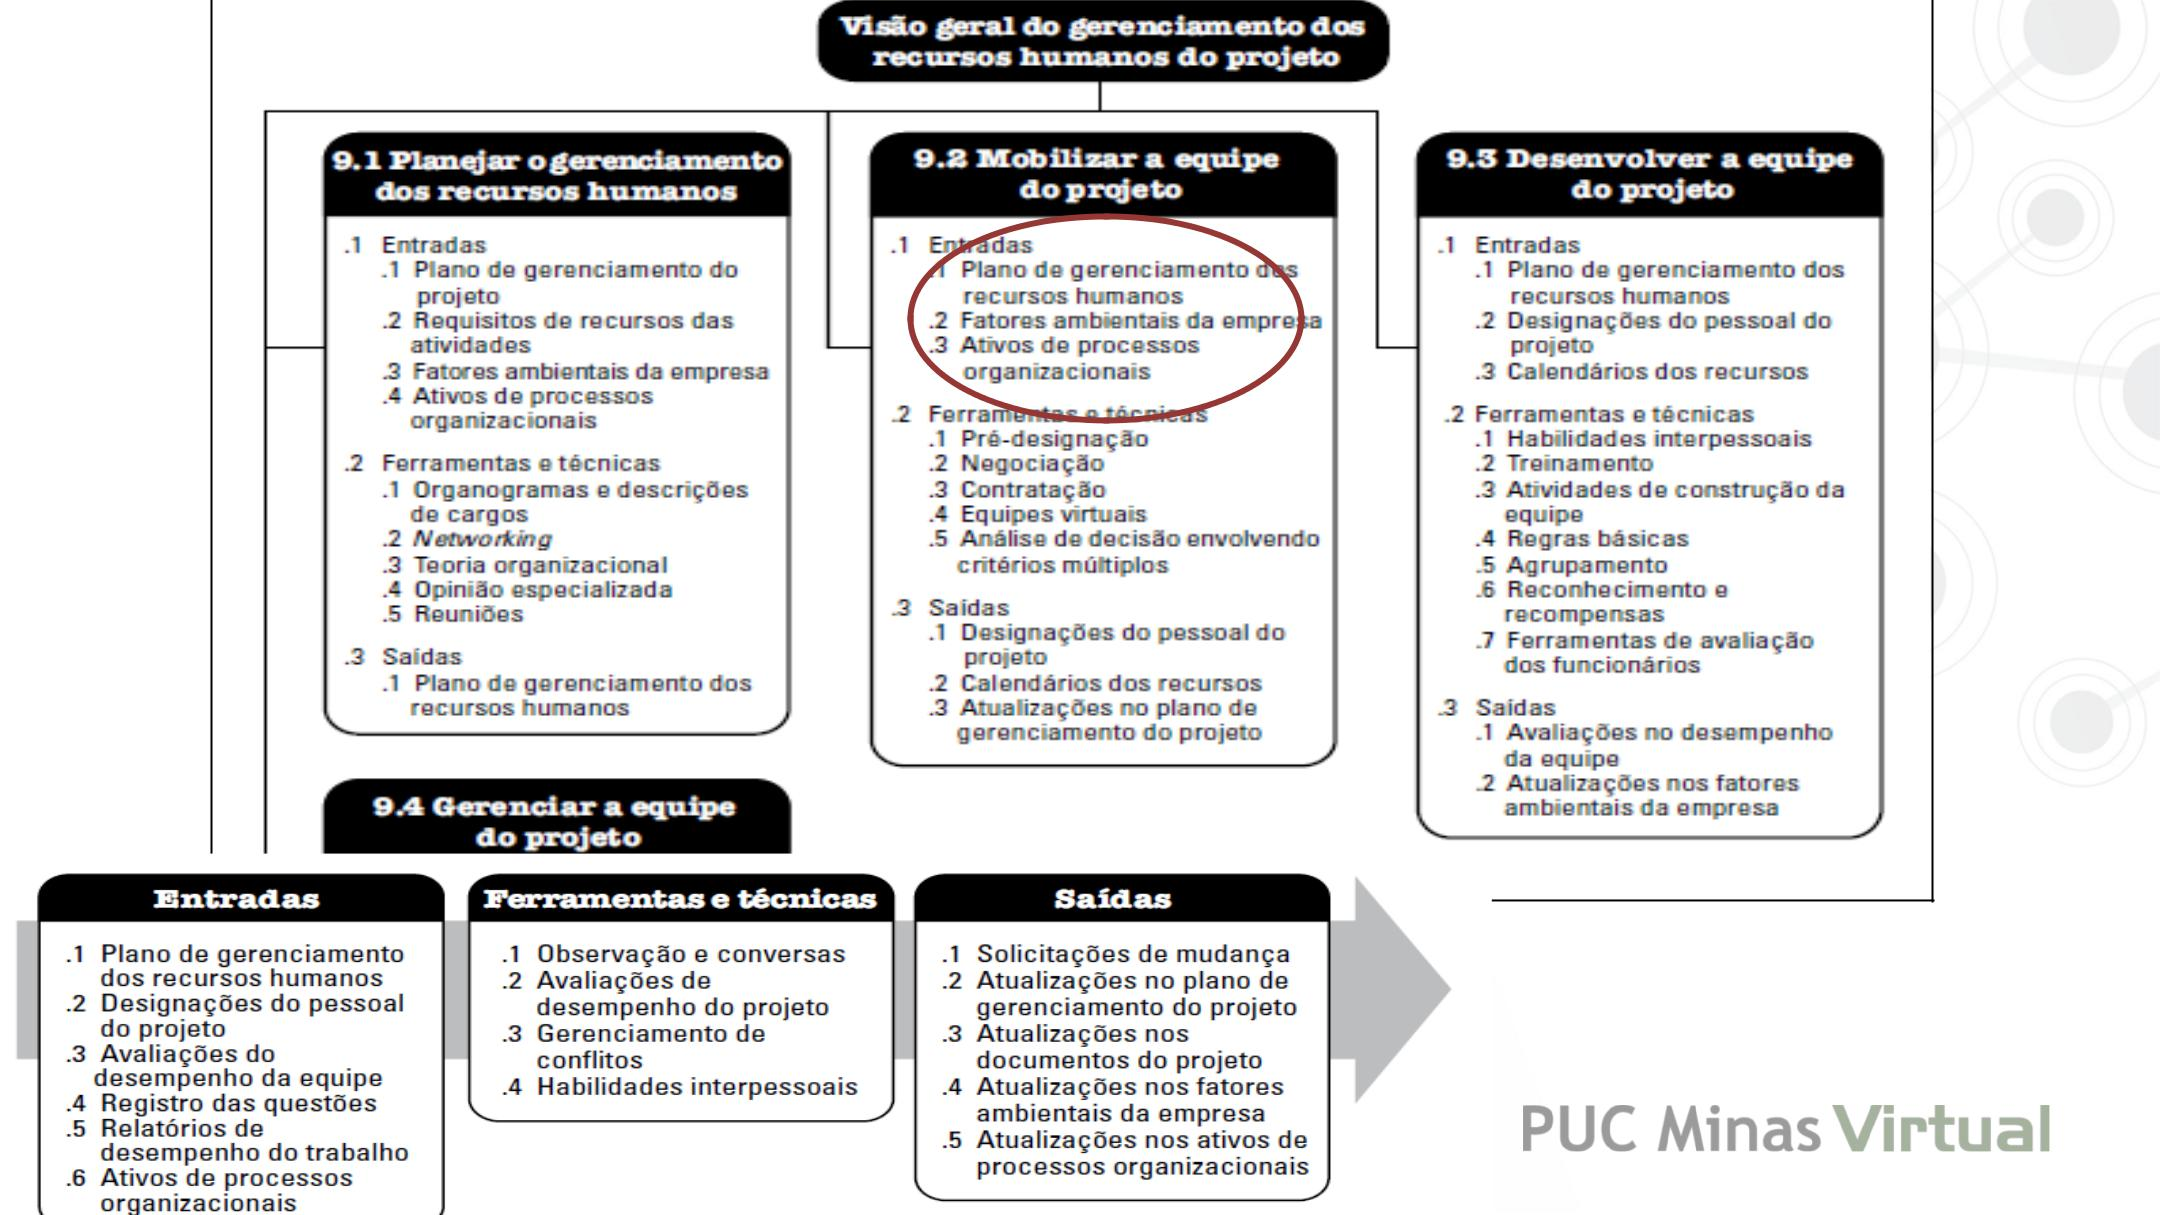 Visão geral do gerenciamento dos
recursos humanos do projeto
9.1 Planejar o gerenciamento
dos recursos humanos
.1 Entradas
.1 Plano de gerenciamento do
projeto
.2 Requisitos de recursos das
atividades
.3 Fatores ambientais da empresa
.4 Ativos de processos
organizacionais
.2 Ferramentas e técnicas
.1 Organogramas e descrições
de cargos
.2 Networking
.3 Teoria organizacional
.4 Opinião especializada
.5 Reuniões
.3 Saídas
.1 Plano de gerenciamento dos
recursos humanos
9.2 Mobilizar a equipe
do projeto
.1 Entradas
.1 Plano de gerenciamento dos
recursos humanos
.2 Fatores ambientais da empresa
.3 Ativos de processos
organizacionais
.2 Ferramentas e técnicas
.1 Pré-designação
.2 Negociação
.3 Contratação
.4 Equipes virtuais
.5 Análise de decisão envolvendo
critérios múltiplos
.3 Saídas
.1 Designações do pessoal do
projeto
.2 Calendários dos recursos
.3 Atualizações no plano de
gerenciamento do projeto
9.3 Desenvolver a equipe
do projeto
.1 Entradas
.1 Plano de gerenciamento dos
recursos humanos
.2 Designações do pessoal do
projeto
.3 Calendários dos recursos
.2 Ferramentas e técnicas
.1 Habilidades interpessoais
.2 Treinamento
.3 Atividades de construção da
equipe
.4 Regras básicas
.5 Agrupamento
.6 Reconhecimento e
recompensas
.7 Ferramentas de avaliação
dos funcionários
.3 Saídas
.1 Avaliações no desempenho
da equipe
.2 Atualizações nos fatores
ambientais da empresa
9.4 Gerenciar a equipe
do projeto
Entradas
.1 Plano de gerenciamento
dos recursos humanos
.2 Designações do pessoal
do projeto
.3 Avaliações do
desempenho da equipe
.4 Registro das questões
.5 Relatórios de
desempenho do trabalho
.6 Ativos de processos
organizacionais
Ferramentas e técnicas
.1 Observação e conversas
.2 Avaliações de
desempenho do projeto
.3 Gerenciamento de
conflitos
.4 Habilidades interpessoais
Saídas
.1 Solicitações de mudança
.2 Atualizações no plano de
gerenciamento do projeto
.3 Atualizações nos
documentos do projeto
.4 Atualizações nos fatores
ambientais da empresa
.5 Atualizações nos ativos de
processos organizacionais
PUC Minas Virtual